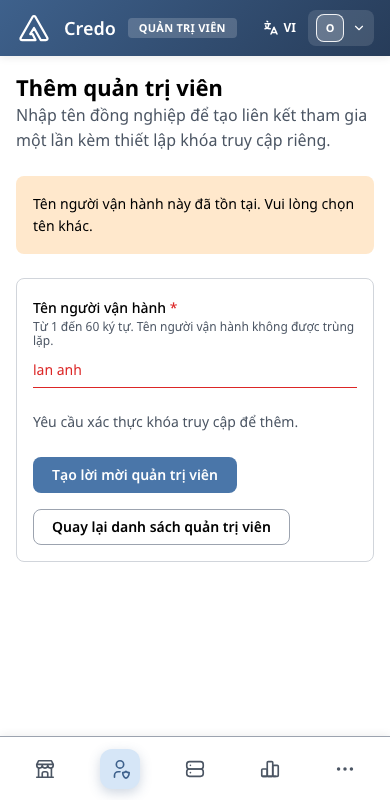 Credo
QUẢN TRỊ VIÊN
VI
O
Thêm quản trị viên
Nhập tên đồng nghiệp để tạo liên kết tham gia
một lần kèm thiết lập khóa truy cập riêng.
Tên người vận hành này đã tồn tại. Vui lòng chọn
tên khác.
Tên người vận hành *
Từ 1 đến 60 ký tự. Tên người vận hành không được trùng
lặp.
lan anh
Yêu cầu xác thực khóa truy cập để thêm.
Tạo lời mời quản trị viên
Quay lại danh sách quản trị viên